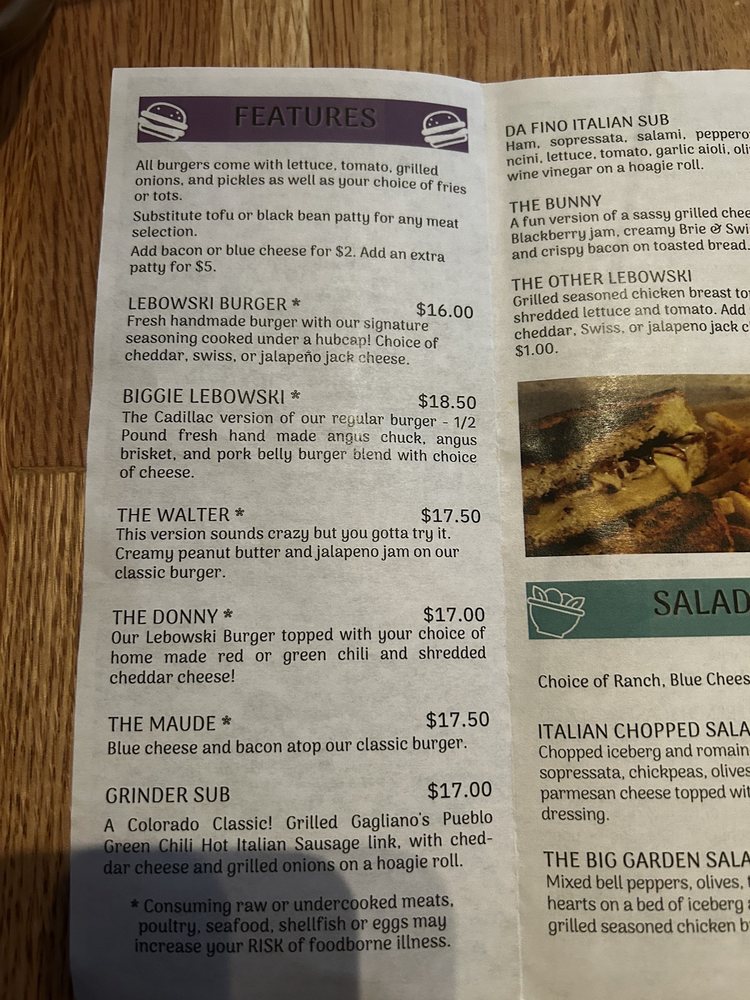 FEATURES
All burgers come with lettuce, tomato, grilled
onions, and pickles as well as your choice of fries
or tots.
Substitute tofu or black bean patty for any meat
selection.
Add bacon or blue cheese for $2. Add an extra
patty for $5.
LEBOWSKI BURGER * $16.00
Fresh handmade burger with our signature
seasoning cooked under a hubcap! Choice of
cheddar, swiss, or jalapeño jack cheese.
BIGGIE LEBOWSKI * $18.50
The Cadillac version of our regular burger - 1/2
Pound fresh hand made angus chuck, angus
brisket, and pork belly burger blend with choice
of cheese.
THE WALTER * $17.50
This version sounds crazy but you gotta try it.
Creamy peanut butter and jalapeno jam on our
classic burger.
THE DONNY * $17.00
Our Lebowski Burger topped with your choice of
home made red or green chili and shredded
cheddar cheese!
THE MAUDE * $17.50
Blue cheese and bacon atop our classic burger.
GRINDER SUB $17.00
A Colorado Classic! Grilled Gagliano's Pueblo
Green Chili Hot Italian Sausage link, with ched-
dar cheese and grilled onions on a hoagie roll.
* Consuming raw or undercooked meats,
poultry, seafood, shellfish or eggs may
increase your RISK of foodborne illness.
DA FINO ITALIAN SUB
Ham, sopressata, salami,
ncini, lettuce, tomato, garlic aioli,
wine vinegar on a hoagie roll.
THE BUNNY
A fun version of a sassy grilled
Blackberry jam, creamy Brie &
and crispy bacon on toasted bread.
THE OTHER LEBOWSKI
Grilled seasoned chicken breast
shredded lettuce and tomato. Add
cheddar, Swiss, or jalapeno jack
$1.00.
SALAD
Choice of Ranch, Blue
ITALIAN CHOPPED
Chopped iceberg and
sopressata, chickpeas, olives
parmesan cheese topped
dressing.
THE BIG GARDEN
Mixed bell peppers, olives,
hearts on a bed of iceberg
grilled seasoned chicken